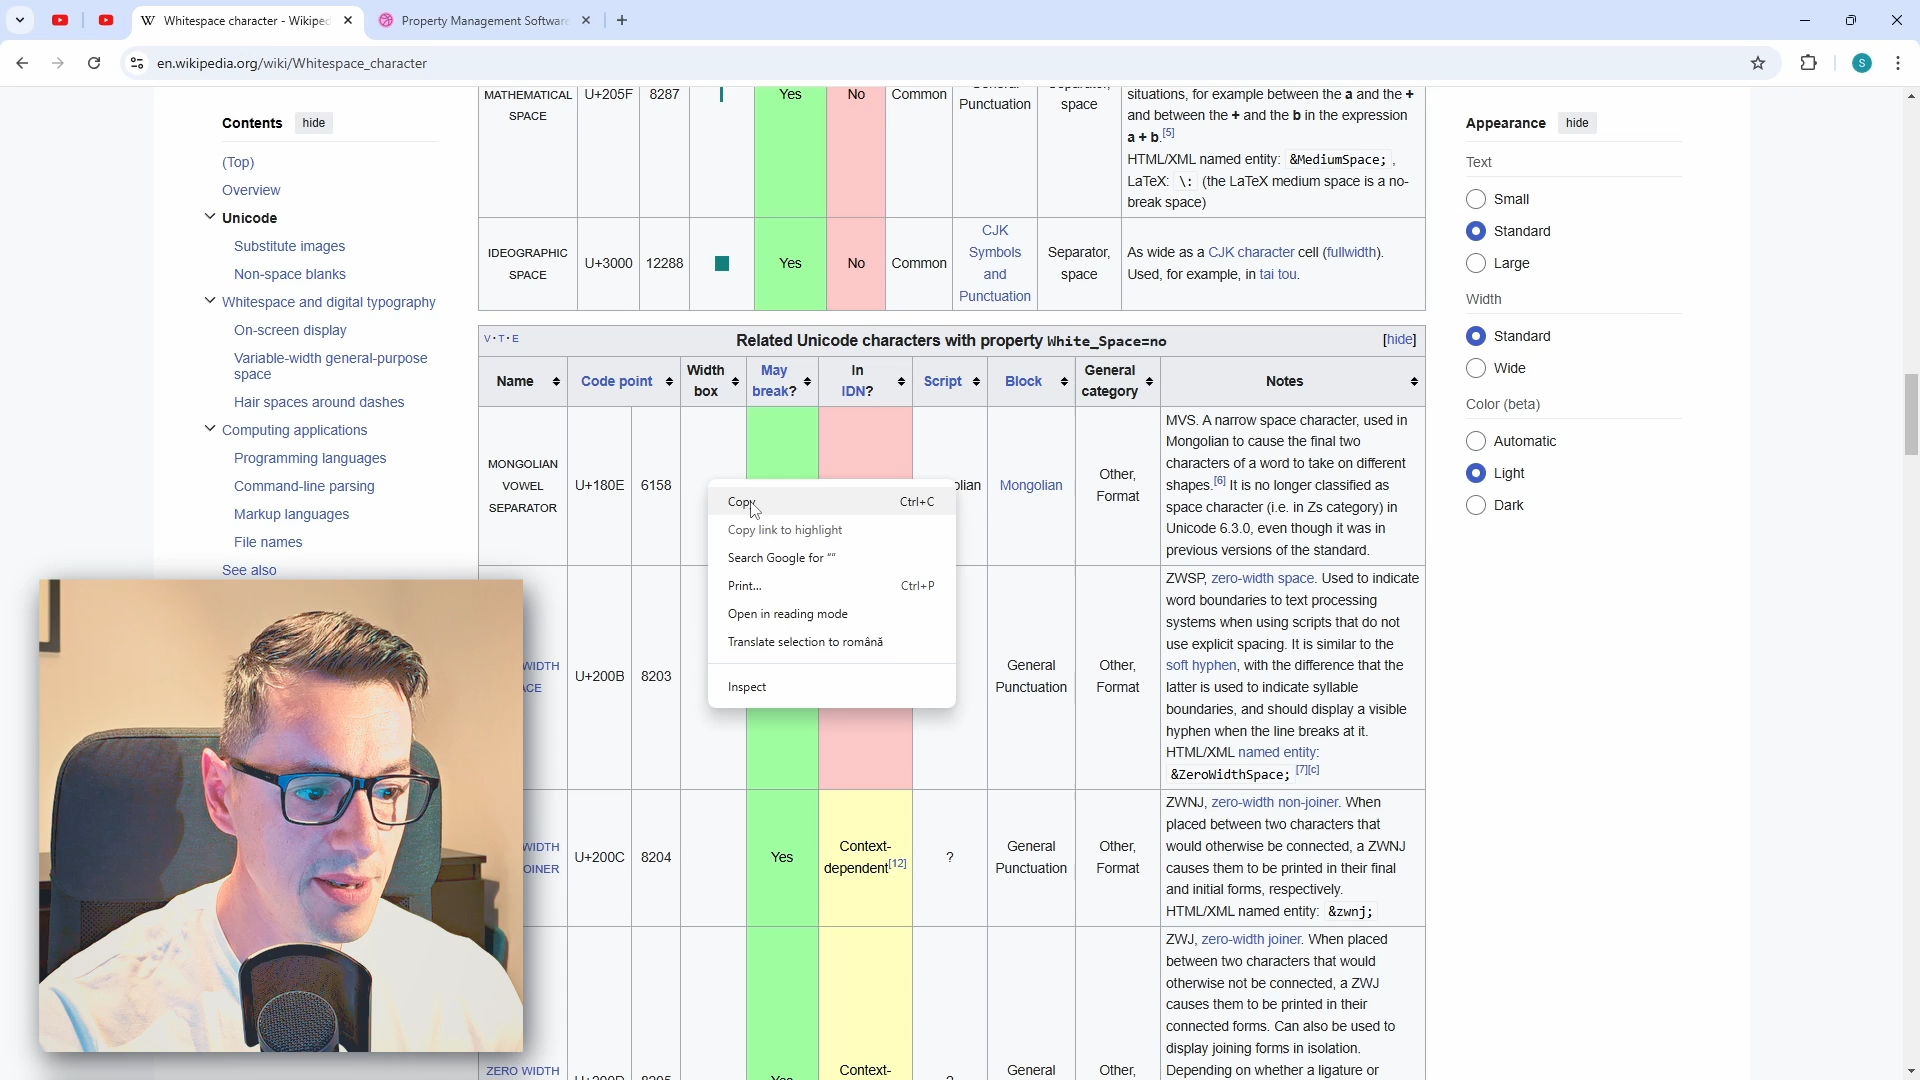 Whitespace character - Wikiped
Property Management Software
en.wikipedia.org/wiki/Whitespace_character
S
Contents hide
(Top)
Overview
Unicode
Substitute images
Non-space blanks
Whitespace and digital typography
On-screen display
Variable-width general-purpose
space
Hair spaces around dashes
Computing applications
Programming languages
Command-line parsing
Markup languages
File names
See also
MATHEMATICAL
SPACE
U+205F
8287
Yes
No
Common
Punctuation
space
situations, for example between the a and the +
and between the + and the b in the expression
a + b.[5]
HTML/XML named entity: &MediumSpace; ,
LaTeX: \: (the LaTeX medium space is a no-
break space)
IDEOGRAPHIC
SPACE
U+3000
12288
Yes
No
Common
CJK
Symbols
and
Punctuation
Separator,
space
As wide as a CJK character cell (fullwidth).
Used, for example, in tai tou.
V·T·E
Related Unicode characters with property White_Space=no
[hide]
Name
Code point
Width
box
May
break?
In
IDN?
Script
Block
General
category
Notes
MONGOLIAN
VOWEL
SEPARATOR
U+180E
6158
olian
Mongolian
Other,
Format
MVS. A narrow space character, used in
Mongolian to cause the final two
characters of a word to take on different
shapes.[6] It is no longer classified as
space character (i.e. in Zs category) in
Unicode 6.3.0, even though it was in
previous versions of the standard.
WIDTH
ACE
U+200B
8203
General
Punctuation
Other,
Format
ZWSP, zero-width space. Used to indicate
word boundaries to text processing
systems when using scripts that do not
use explicit spacing. It is similar to the
soft hyphen, with the difference that the
latter is used to indicate syllable
boundaries, and should display a visible
hyphen when the line breaks at it.
HTML/XML named entity:
&ZeroWidthSpace; [7][c]
WIDTH
OINER
U+200C
8204
Yes
Context-
dependent[12]
?
General
Punctuation
Other,
Format
ZWNJ, zero-width non-joiner. When
placed between two characters that
would otherwise be connected, a ZWNJ
causes them to be printed in their final
and initial forms, respectively.
HTML/XML named entity: &zwnj;
ZERO WIDTH
U+200D
8205
Yes
Context-
?
General
Other,
ZWJ, zero-width joiner. When placed
between two characters that would
otherwise not be connected, a ZWJ
causes them to be printed in their
connected forms. Can also be used to
display joining forms in isolation.
Depending on whether a ligature or
Copy Ctrl+C
Copy link to highlight
Search Google for “”
Print... Ctrl+P
Open in reading mode
Translate selection to română
Inspect
Appearance hide
Text
Small
Standard
Large
Width
Standard
Wide
Color (beta)
Automatic
Light
Dark